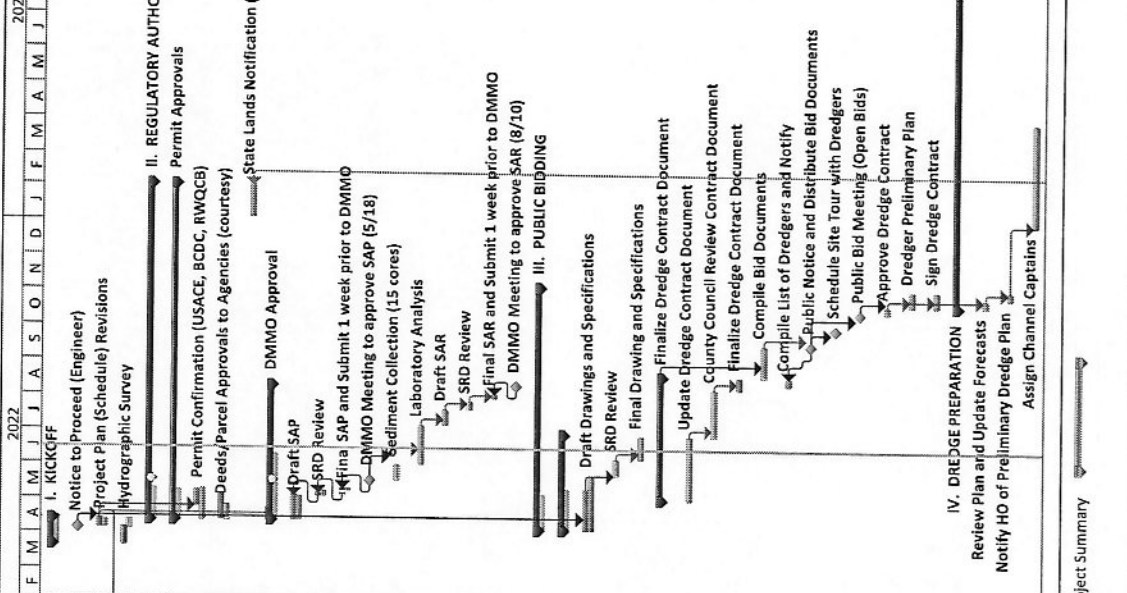 2022
202
F M A M J J A S O N D J F M A M J
I. KICKOFF
Notice to Proceed (Engineer)
Project Plan (Schedule) Revisions
Hydrographic Survey
II. REGULATORY AUTHO
Permit Approvals
Permit Confirmation (USACE, BCDC, RWQCB)
Deeds/Parcel Approvals to Agencies (courtesy)
State Lands Notification (
DMMO Approval
Draft SAP
SRD Review
Final SAP and Submit 1 week prior to DMMO
DMMO Meeting to approve SAP (5/18)
Sediment Collection (15 cores)
Laboratory Analysis
Draft SAR
SRD Review
Final SAR and Submit 1 week prior to DMMO
DMMO Meeting to approve SAR (8/10)
III. PUBLIC BIDDING
Draft Drawings and Specifications
SRD Review
Final Drawing and Specifications
Finalize Dredge Contract Document
Update Dredge Contract Document
County Council Review Contract Document
Finalize Dredge Contract Document
Compile Bid Documents
Compile List of Dredgers and Notify
Public Notice and Distribute Bid Documents
Schedule Site Tour with Dredgers
Public Bid Meeting (Open Bids)
Approve Dredge Contract
Dredger Preliminary Plan
Sign Dredge Contract
IV. DREDGE PREPARATION
Review Plan and Update Forecasts
Notify HO of Preliminary Dredge Plan
Assign Channel Captains
ject Summary